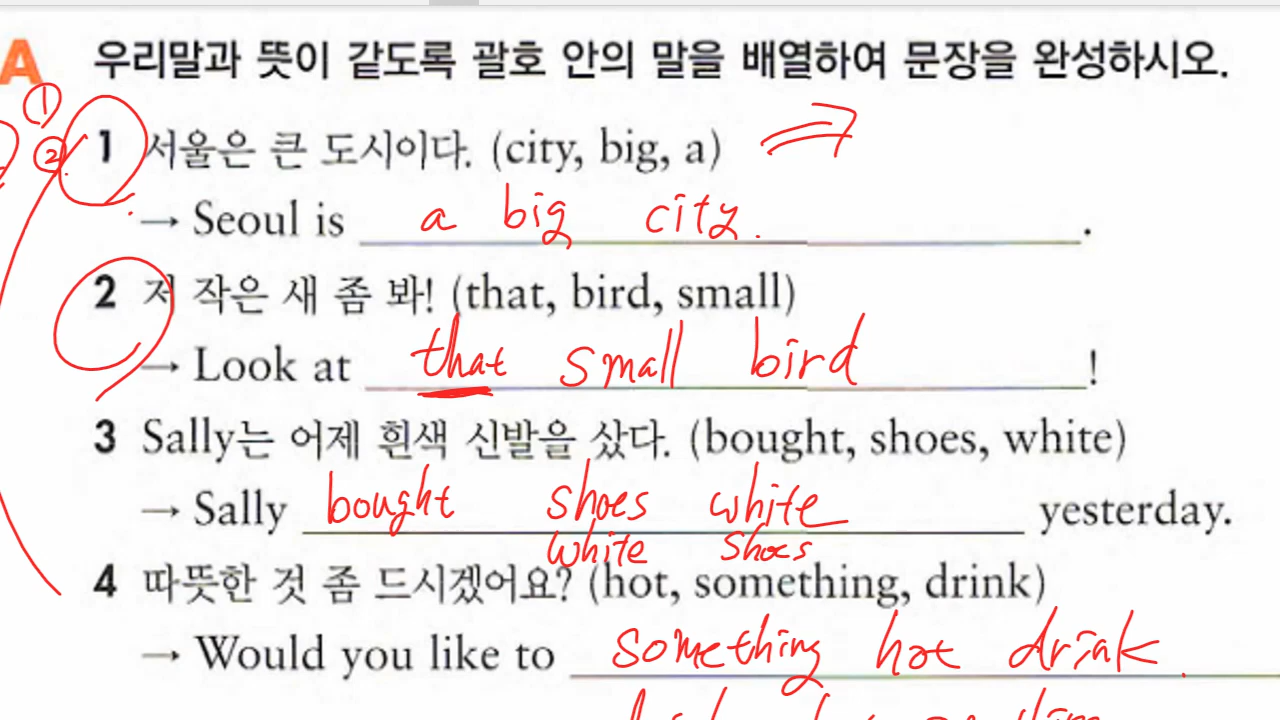 A 우리말과 뜻이 같도록 괄호 안의 말을 배열하여 문장을 완성하시오.
①
② 1 서울은 큰 도시이다. (city, big, a)
→ Seoul is a big city. .
2 저 작은 새 좀 봐! (that, bird, small)
→ Look at that small bird !
3 Sally는 어제 흰색 신발을 샀다. (bought, shoes, white)
→ Sally bought shoes white yesterday.
white shoes
4 따뜻한 것 좀 드시겠어요? (hot, something, drink)
→ Would you like to something hot drink.